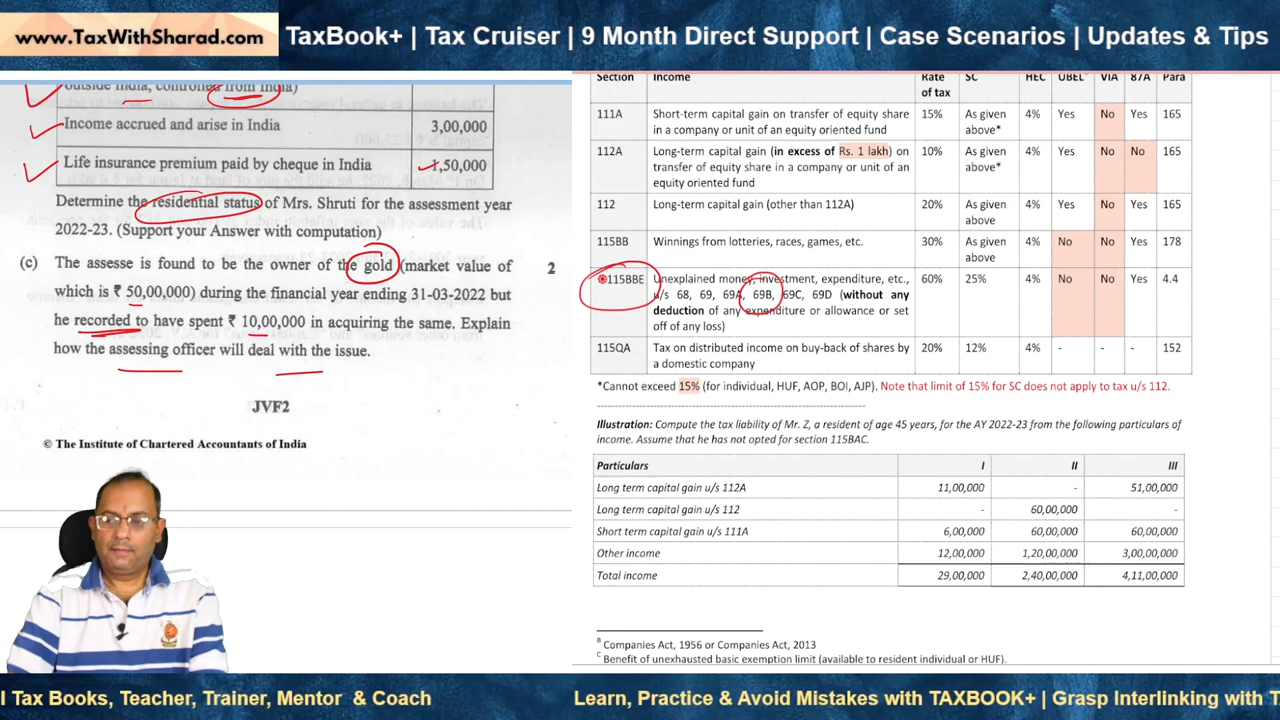 www.TaxWithSharad.com
TaxBook+ | Tax Cruiser | 9 Month Direct Support | Case Scenarios | Updates & Tips
outside India, controlled from India)
Income accrued and arise in India 3,00,000
Life insurance premium paid by cheque in India 1,50,000
Determine the residential status of Mrs. Shruti for the assessment year
2022-23. (Support your Answer with computation)
(c) The assesse is found to be the owner of the gold (market value of 2
which is ₹ 50,00,000) during the financial year ending 31-03-2022 but
he recorded to have spent ₹ 10,00,000 in acquiring the same. Explain
how the assessing officer will deal with the issue.
JVF2
© The Institute of Chartered Accountants of India
Section Income Rate of tax SC HEC UBEL VIA 87A Para
111A Short-term capital gain on transfer of equity share 15% As given 4% Yes No Yes 165
in a company or unit of an equity oriented fund above*
112A Long-term capital gain (in excess of Rs. 1 lakh) on 10% As given 4% Yes No No 165
transfer of equity share in a company or unit of an above*
equity oriented fund
112 Long-term capital gain (other than 112A) 20% As given 4% Yes No Yes 165
above
115BB Winnings from lotteries, races, games, etc. 30% As given 4% No No Yes 178
above
115BBE Unexplained money, investment, expenditure, etc., 60% 25% 4% No No Yes 4.4
u/s 68, 69, 69A, 69B, 69C, 69D (without any
deduction of any expenditure or allowance or set
off of any loss)
115QA Tax on distributed income on buy-back of shares by 20% 12% 4% - - - 152
a domestic company
*Cannot exceed 15% (for individual, HUF, AOP, BOI, AJP). Note that limit of 15% for SC does not apply to tax u/s 112.
Illustration: Compute the tax liability of Mr. Z, a resident of age 45 years, for the AY 2022-23 from the following particulars of
income. Assume that he has not opted for section 115BAC.
Particulars I II III
Long term capital gain u/s 112A 11,00,000 - 51,00,000
Long term capital gain u/s 112 - 60,00,000 -
Short term capital gain u/s 111A 6,00,000 60,00,000 60,00,000
Other income 12,00,000 1,20,00,000 3,00,00,000
Total income 29,00,000 2,40,00,000 4,11,00,000
B Companies Act, 1956 or Companies Act, 2013
C Benefit of unexhausted basic exemption limit (available to resident individual or HUF).
l Tax Books, Teacher, Trainer, Mentor & Coach
Learn, Practice & Avoid Mistakes with TAXBOOK+ | Grasp Interlinking with T